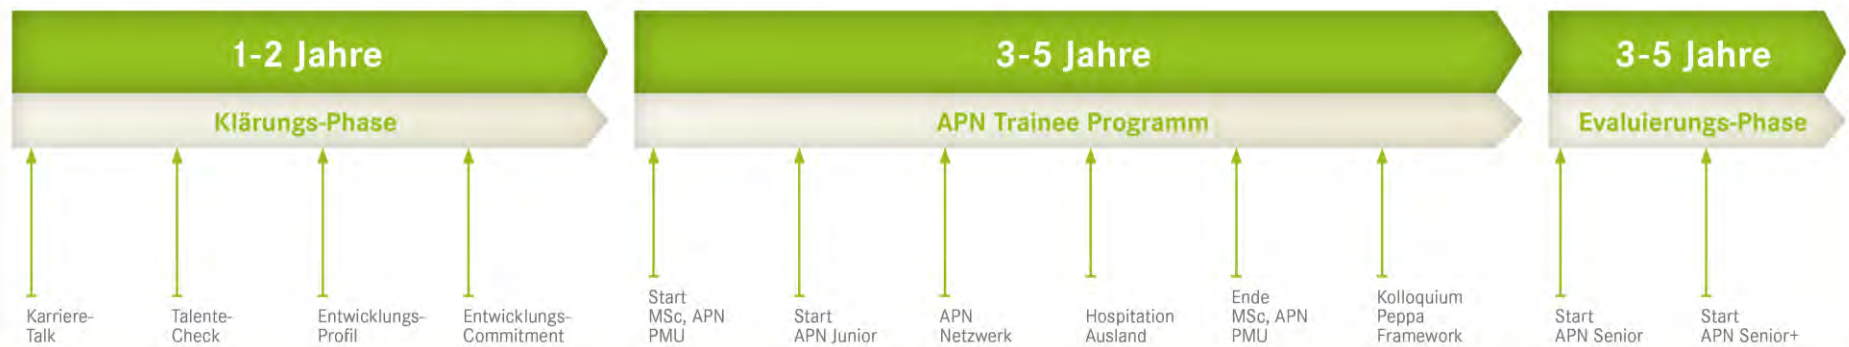 1-2 Jahre
Klärungs-Phase
Karriere-
Talk
Talente-
Check
Entwicklungs-
Profil
Entwicklungs-
Commitment
3-5 Jahre
APN Trainee Programm
Start
MSc, APN
PMU
Start
APN Junior
APN
Netzwerk
Hospitation
Ausland
Ende
MSc, APN
PMU
Kolloquium
Peppa
Framework
3-5 Jahre
Evaluierungs-Phase
Start
APN Senior
Start
APN Senior+